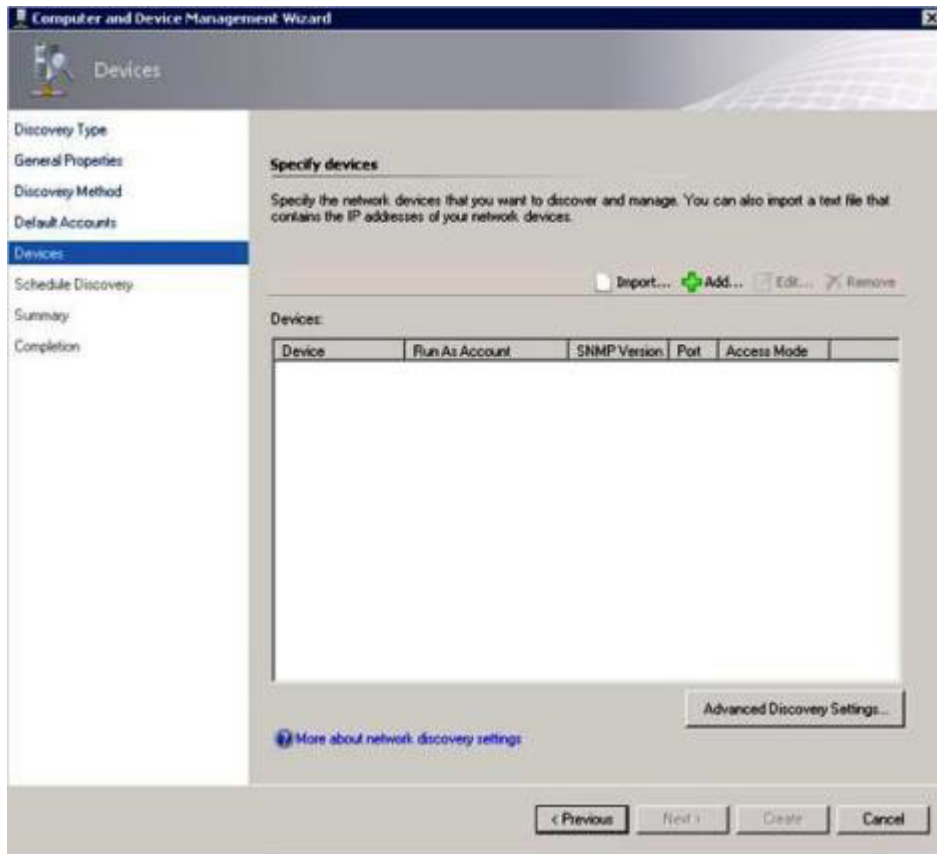 Computer and Device Management Wizard
Devices
Discovery Type
General Properties
Discovery Method
Default Accounts
Devices
Schedule Discovery
Summary
Completion
Specify devices
Specify the network devices that you want to discover and manage. You can also import a text file that
contains the IP addresses of your network devices.
Import... Add... Edit... Remove
Devices:
Device Run As Account SNMP Version Port Access Mode
Advanced Discovery Settings...
More about network discovery settings
< Previous Next > Create Cancel